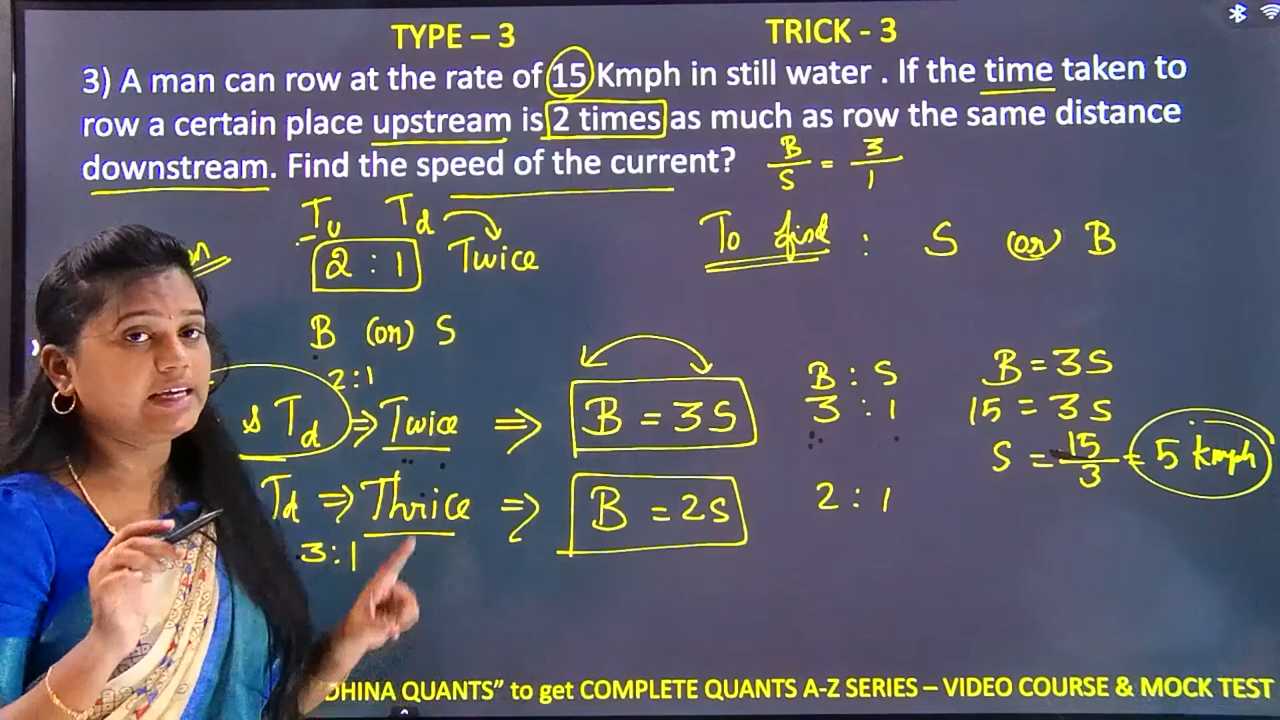 TYPE – 3 TRICK - 3
3) A man can row at the rate of 15 Kmph in still water . If the time taken to
row a certain place upstream is 2 times as much as row the same distance
downstream. Find the speed of the current?
B/S = 3/1
Tu Td
2 : 1 Twice
To find : S (or) B
B (or) S
2:1
s Td ⇒ Twice ⇒ B = 3S
Td ⇒ Thrice ⇒ B = 2S
3:1
B : S
3 : 1
2 : 1
B = 3S
15 = 3S
S = 15/3 = 5 kmph
DHINA QUANTS” to get COMPLETE QUANTS A-Z SERIES – VIDEO COURSE & MOCK TEST